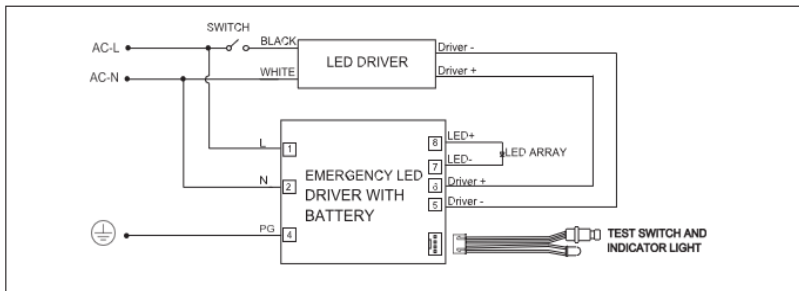 SWITCH
AC-L
BLACK
LED DRIVER
Driver -
AC-N
WHITE
Driver +
L
1
EMERGENCY LED
DRIVER WITH
BATTERY
8
LED+
LED ARRAY
7
LED-
N
2
6
Driver +
5
Driver -
PG
4
TEST SWITCH AND
INDICATOR LIGHT